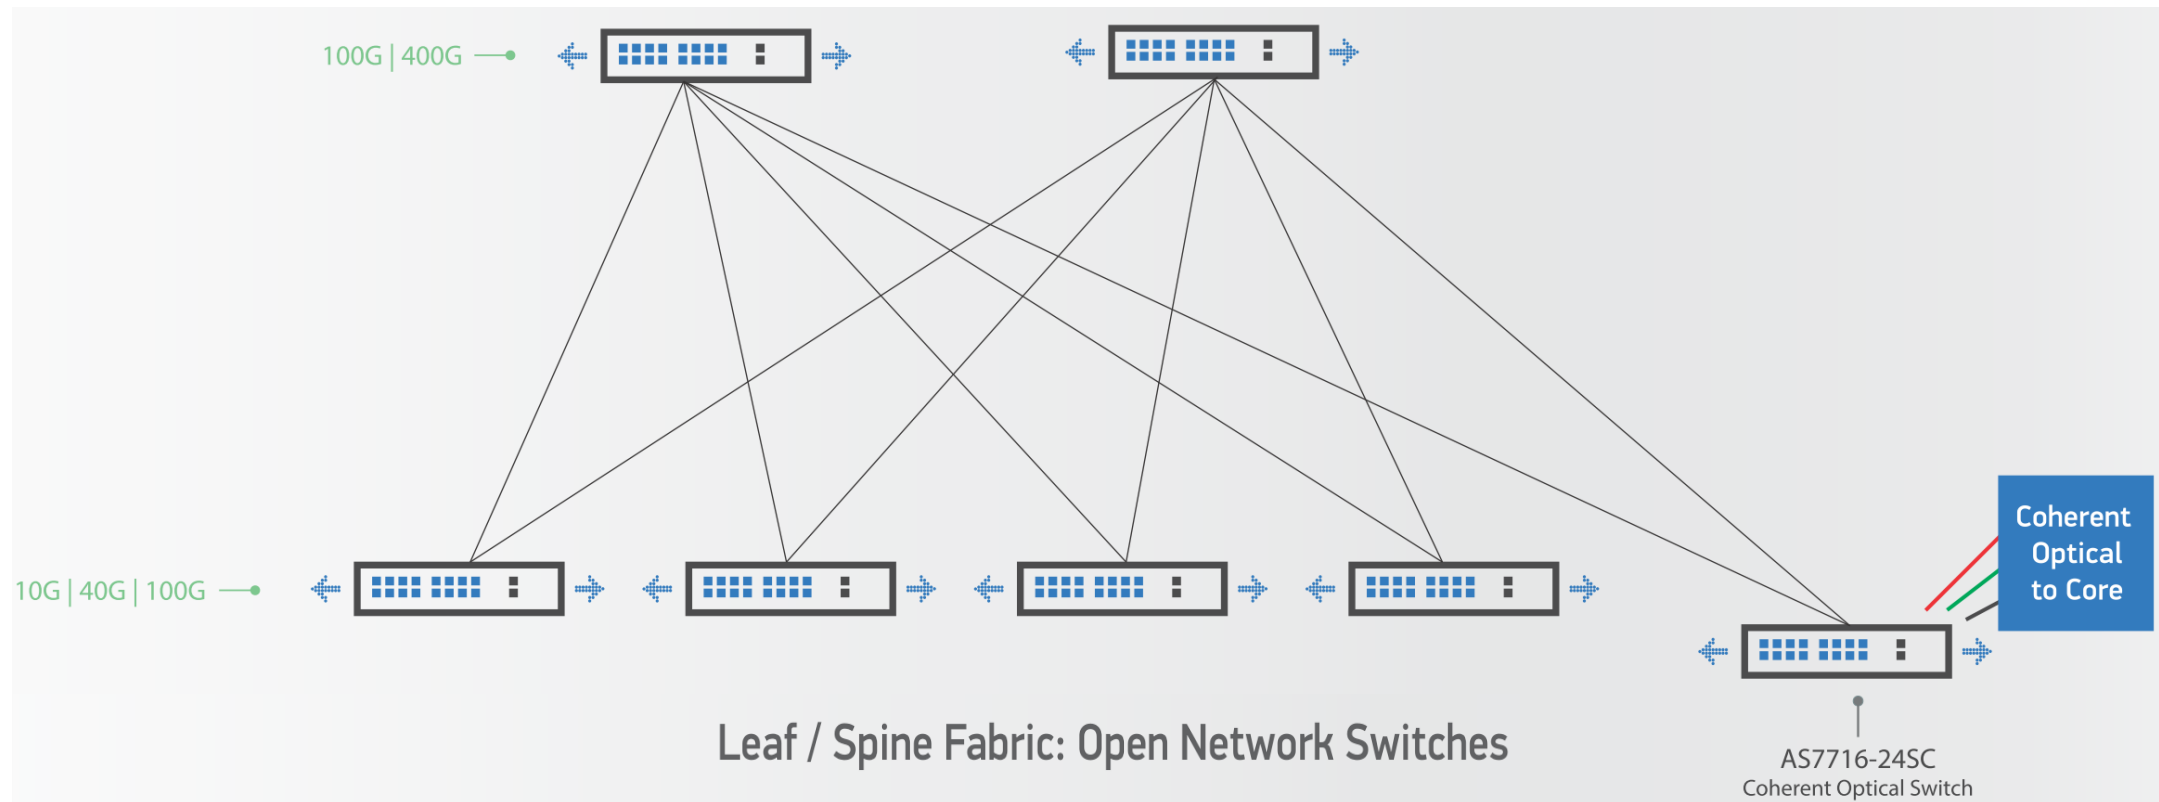 100G | 400G
10G | 40G | 100G
Coherent
Optical
to Core
Leaf / Spine Fabric: Open Network Switches
AS7716-24SC
Coherent Optical Switch